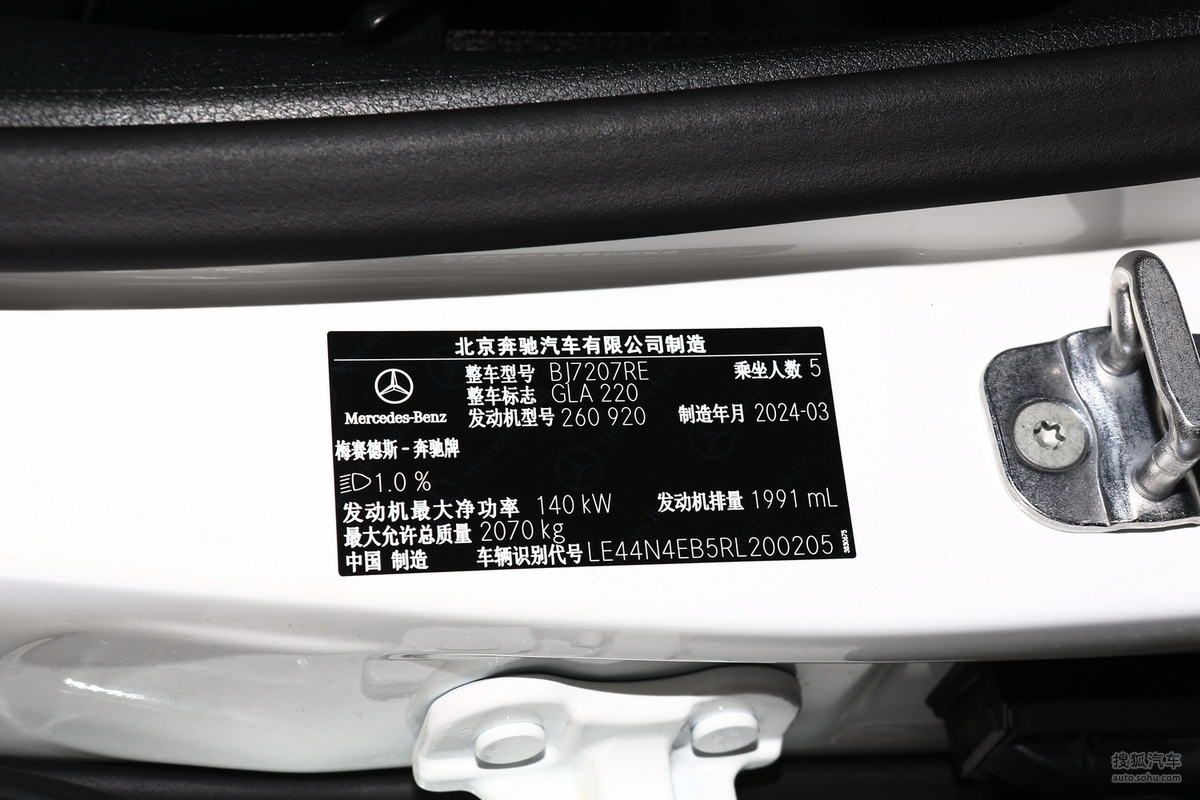 北京奔驰汽车有限公司制造
整车型号 BJ7207RE 乘坐人数 5
整车标志 GLA 220
Mercedes-Benz 发动机型号 260 920 制造年月 2024-03
梅赛德斯-奔驰牌
1.0 %
发动机最大净功率 140 kW 发动机排量 1991 mL
最大允许总质量 2070 kg
中国 制造 车辆识别代号 LE44N4EB5RL200205
搜狐汽车
auto.sohu.com